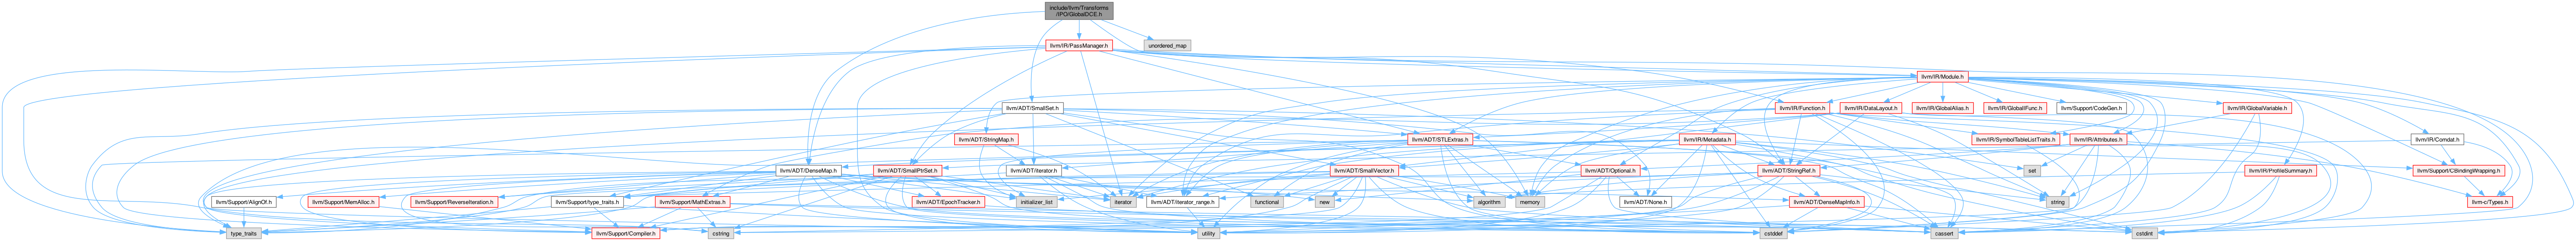 include/llvm/Transforms
/IPO/GlobalDCE.h
llvm/IR/PassManager.h
unordered_map
llvm/IR/Module.h
llvm/ADT/SmallSet.h
llvm/IR/Function.h
llvm/IR/DataLayout.h
llvm/IR/GlobalAlias.h
llvm/IR/GlobalIFunc.h
llvm/Support/CodeGen.h
llvm/IR/GlobalVariable.h
llvm/ADT/StringMap.h
llvm/ADT/STLExtras.h
llvm/IR/Metadata.h
llvm/IR/SymbolTableListTraits.h
llvm/IR/Attributes.h
llvm/IR/Comdat.h
llvm/ADT/DenseMap.h
llvm/ADT/SmallPtrSet.h
llvm/ADT/iterator.h
llvm/ADT/SmallVector.h
llvm/ADT/Optional.h
llvm/ADT/StringRef.h
set
llvm/IR/ProfileSummary.h
llvm/Support/CBindingWrapping.h
llvm/Support/AlignOf.h
llvm/Support/MemAlloc.h
llvm/Support/ReverseIteration.h
llvm/Support/type_traits.h
llvm/Support/MathExtras.h
llvm/ADT/EpochTracker.h
initializer_list
iterator
llvm/ADT/iterator_range.h
functional
new
algorithm
memory
llvm/ADT/None.h
llvm/ADT/DenseMapInfo.h
string
llvm-c/Types.h
type_traits
llvm/Support/Compiler.h
cstring
utility
cstddef
cassert
cstdint